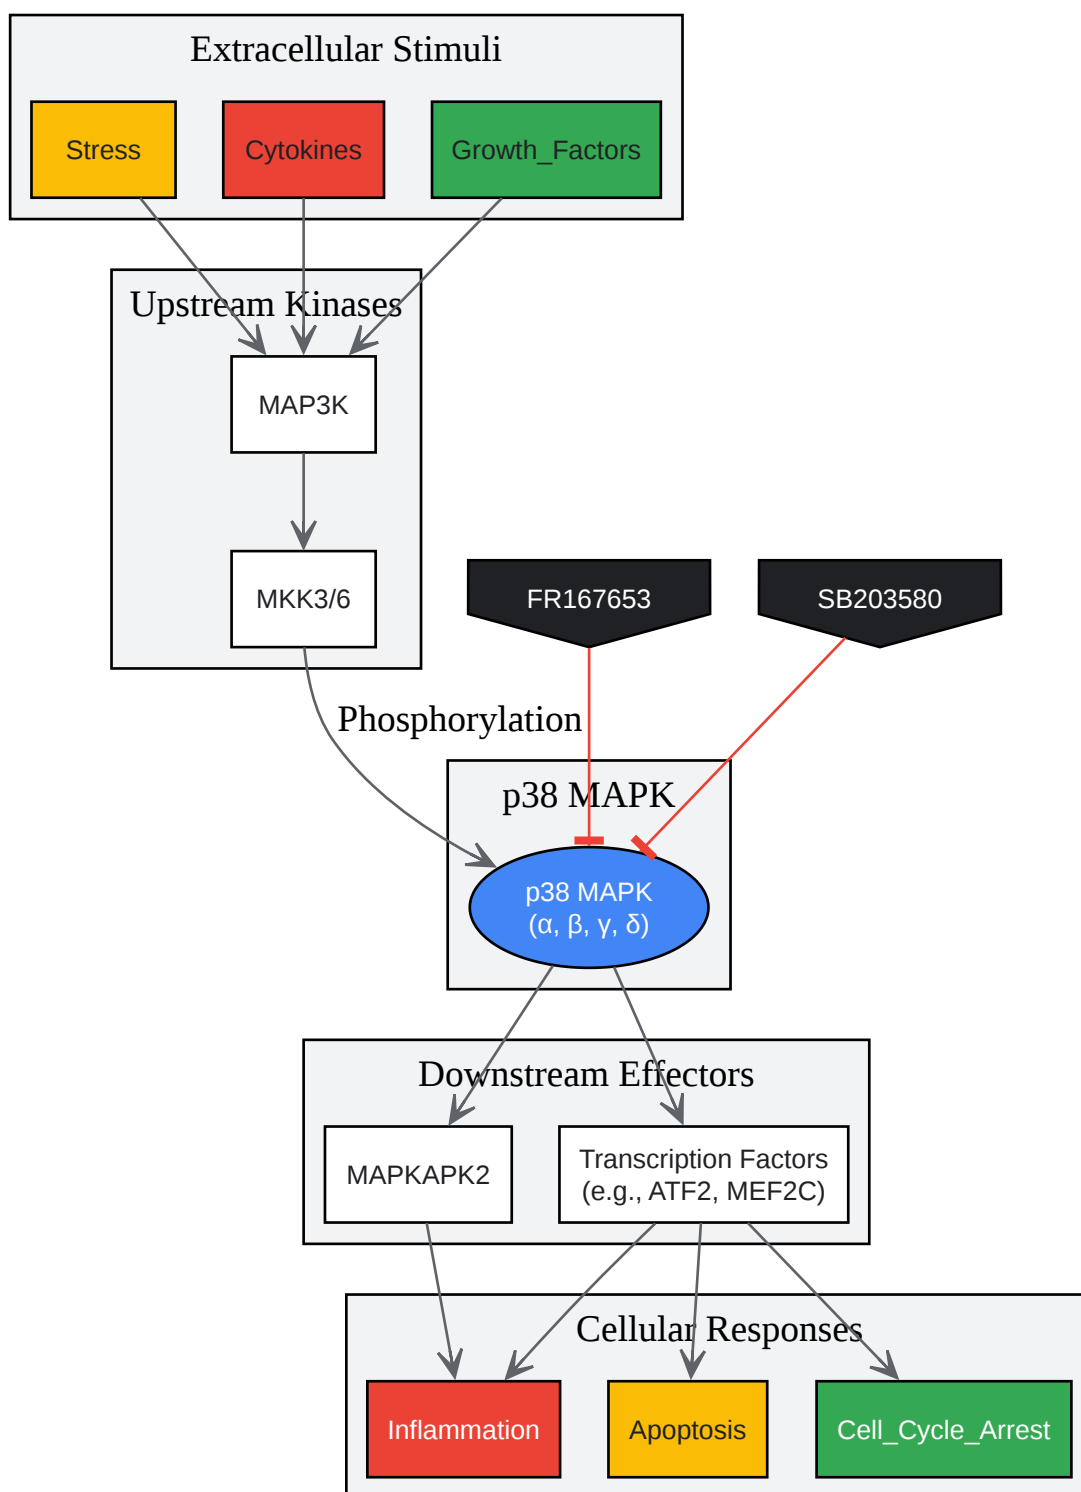 Extracellular Stimuli
Stress
Cytokines
Growth_Factors
Upstream Kinases
MAP3K
MKK3/6
FR167653
SB203580
Phosphorylation
p38 MAPK
p38 MAPK
(α, β, γ, δ)
Downstream Effectors
MAPKAPK2
Transcription Factors
(e.g., ATF2, MEF2C)
Cellular Responses
Inflammation
Apoptosis
Cell_Cycle_Arrest